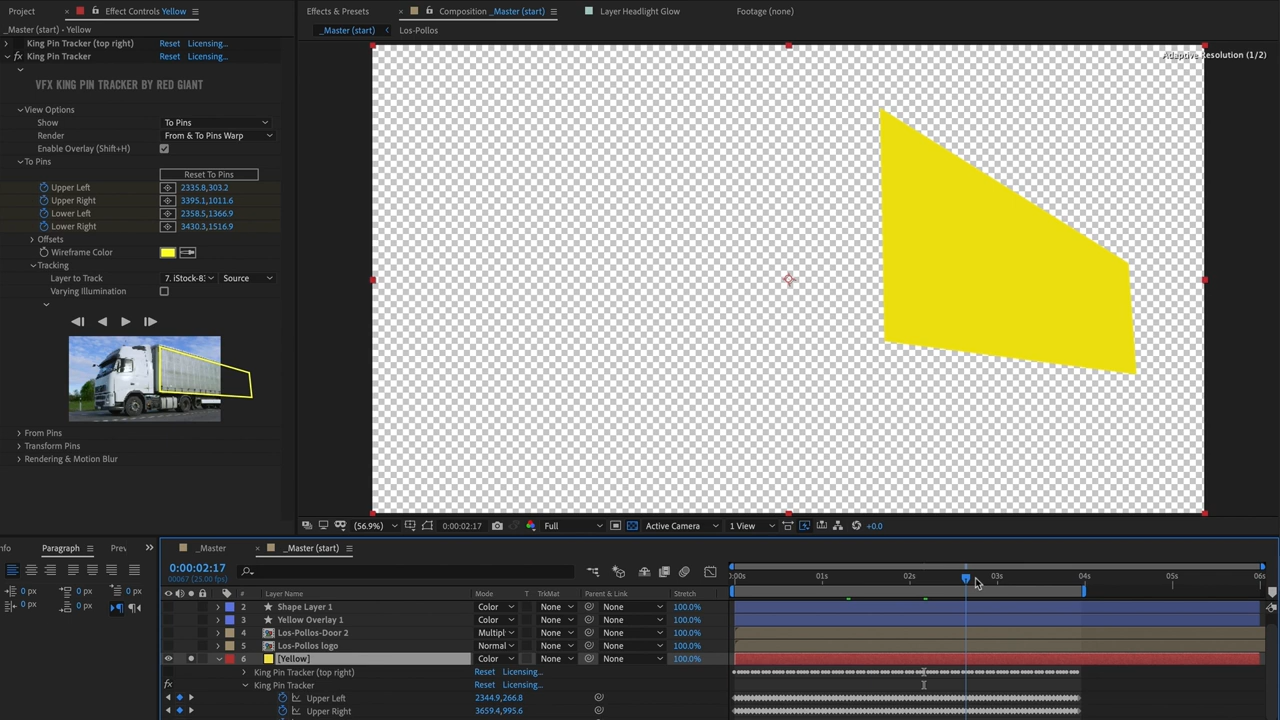 Project × Effect Controls Yellow
_Master (start) • Yellow
King Pin Tracker (top right) Reset Licensing...
fx King Pin Tracker Reset Licensing...
VFX KING PIN TRACKER BY RED GIANT
View Options
Show To Pins
Render From & To Pins Warp
Enable Overlay (Shift+H)
To Pins
Reset To Pins
Upper Left 2335.8,303.2
Upper Right 3395.1,1011.6
Lower Left 2358.5,1366.9
Lower Right 3430.3,1516.9
Offsets
Wireframe Color
Tracking
Layer to Track 7. iStock-8: Source
Varying Illumination
From Pins
Transform Pins
Rendering & Motion Blur
Effects & Presets × Composition _Master (start) Layer Headlight Glow Footage (none)
_Master (start) Los-Pollos
Adaptive Resolution (1/2)
(56.9%) 0:00:02:17 Full Active Camera 1 View +0.0
nfo Paragraph Prev
0 px 0 px 0 px
0 px 0 px
_Master × _Master (start)
0:00:02:17
00067 (25.00 fps)
:00s 01s 02s 03s 04s 05s 06s
# Layer Name Mode T TrkMat Parent & Link Stretch
2 Shape Layer 1 Color None None 100.0%
3 Yellow Overlay 1 Color None None 100.0%
4 Los-Pollos-Door 2 Multipl None None 100.0%
5 Los-Pollos logo Normal None None 100.0%
6 [Yellow] Color None None 100.0%
King Pin Tracker (top right) Reset Licensing...
fx King Pin Tracker Reset Licensing...
Upper Left 2344.9,266.8
Upper Right 3659.4,995.6